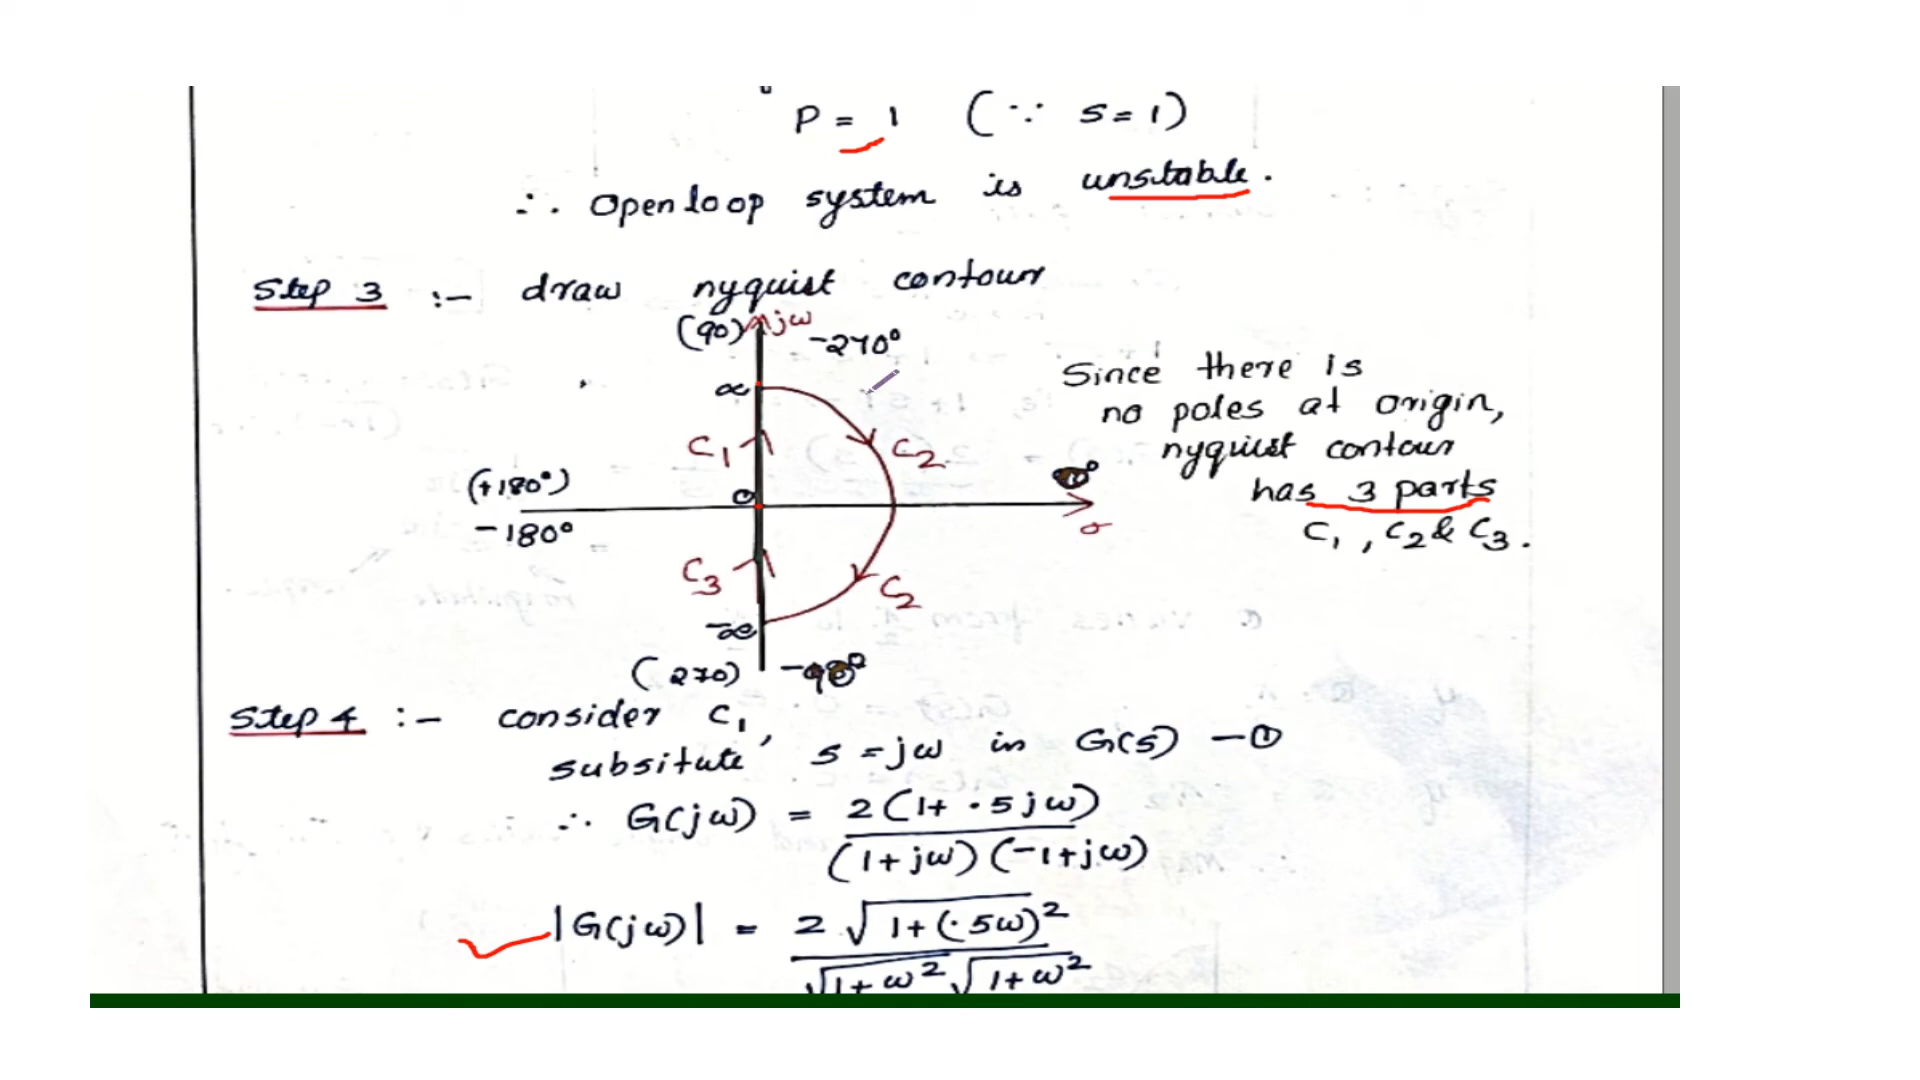 P = 1 (∵ s = 1)
∴ Open loop system is unstable.
Step 3 :- draw nyquist contour
(90) jω -270°
∞
C1 C2
(+180°) 0
-180° σ
C3 C2
-∞
(270) -90°
Since there is
no poles at origin,
nyquist contour
has 3 parts
C1, C2 & C3.
Step 4 :- consider C1,
subsitute s = jω in G(s) — ①
∴ G(jω) = 2(1+ .5jω) / (1+jω)(-1+jω)
|G(jω)| = 2 √1+(.5ω)² / √1+ω² √1+ω²